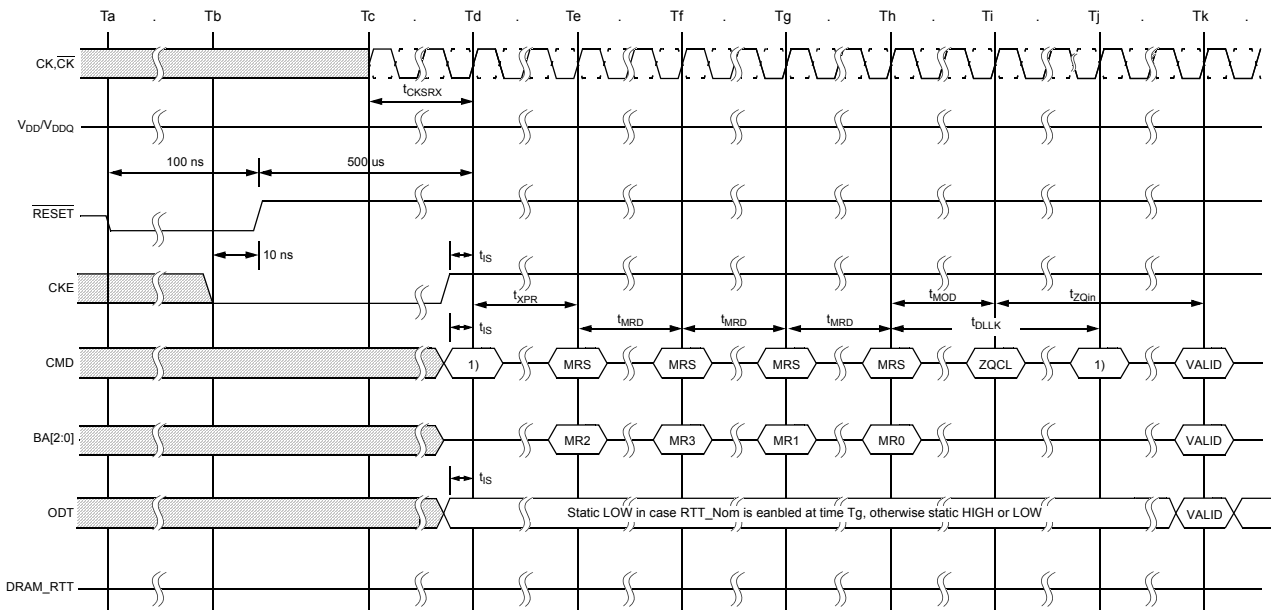 Ta . Tb . Tc . Td . Te . Tf . Tg . Th . Ti . Tj . Tk .
CK,CK
tCKSRX
VDD/VDDQ
100 ns
500 us
RESET
10 ns
tIS
CKE
tXPR
tMOD
tZQin
tMRD
tMRD
tMRD
tDLLK
tIS
CMD
1)
MRS
MRS
MRS
MRS
ZQCL
1)
VALID
BA[2:0]
MR2
MR3
MR1
MR0
VALID
tIS
ODT
Static LOW in case RTT_Nom is eanbled at time Tg, otherwise static HIGH or LOW
VALID
DRAM_RTT